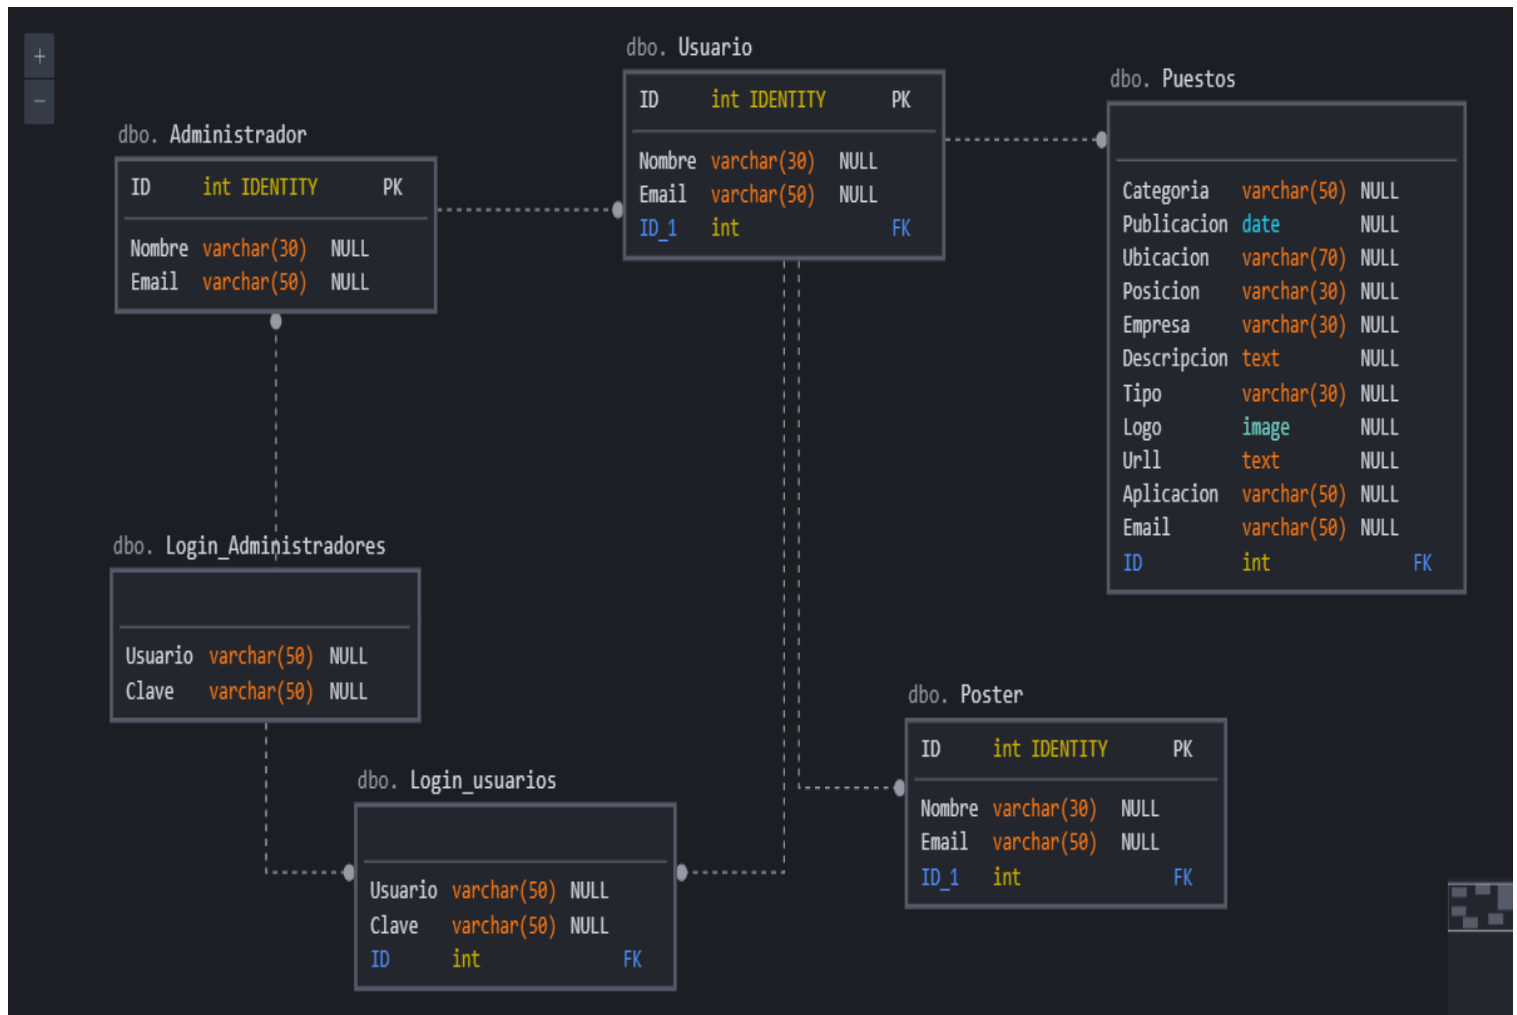 +
−
dbo. Administrador
ID int IDENTITY PK
Nombre varchar(30) NULL
Email varchar(50) NULL
dbo. Usuario
ID int IDENTITY PK
Nombre varchar(30) NULL
Email varchar(50) NULL
ID_1 int FK
dbo. Puestos
Categoria varchar(50) NULL
Publicacion date NULL
Ubicacion varchar(70) NULL
Posicion varchar(30) NULL
Empresa varchar(30) NULL
Descripcion text NULL
Tipo varchar(30) NULL
Logo image NULL
Urll text NULL
Aplicacion varchar(50) NULL
Email varchar(50) NULL
ID int FK
dbo. Login_Administradores
Usuario varchar(50) NULL
Clave varchar(50) NULL
dbo. Login_usuarios
Usuario varchar(50) NULL
Clave varchar(50) NULL
ID int FK
dbo. Poster
ID int IDENTITY PK
Nombre varchar(30) NULL
Email varchar(50) NULL
ID_1 int FK